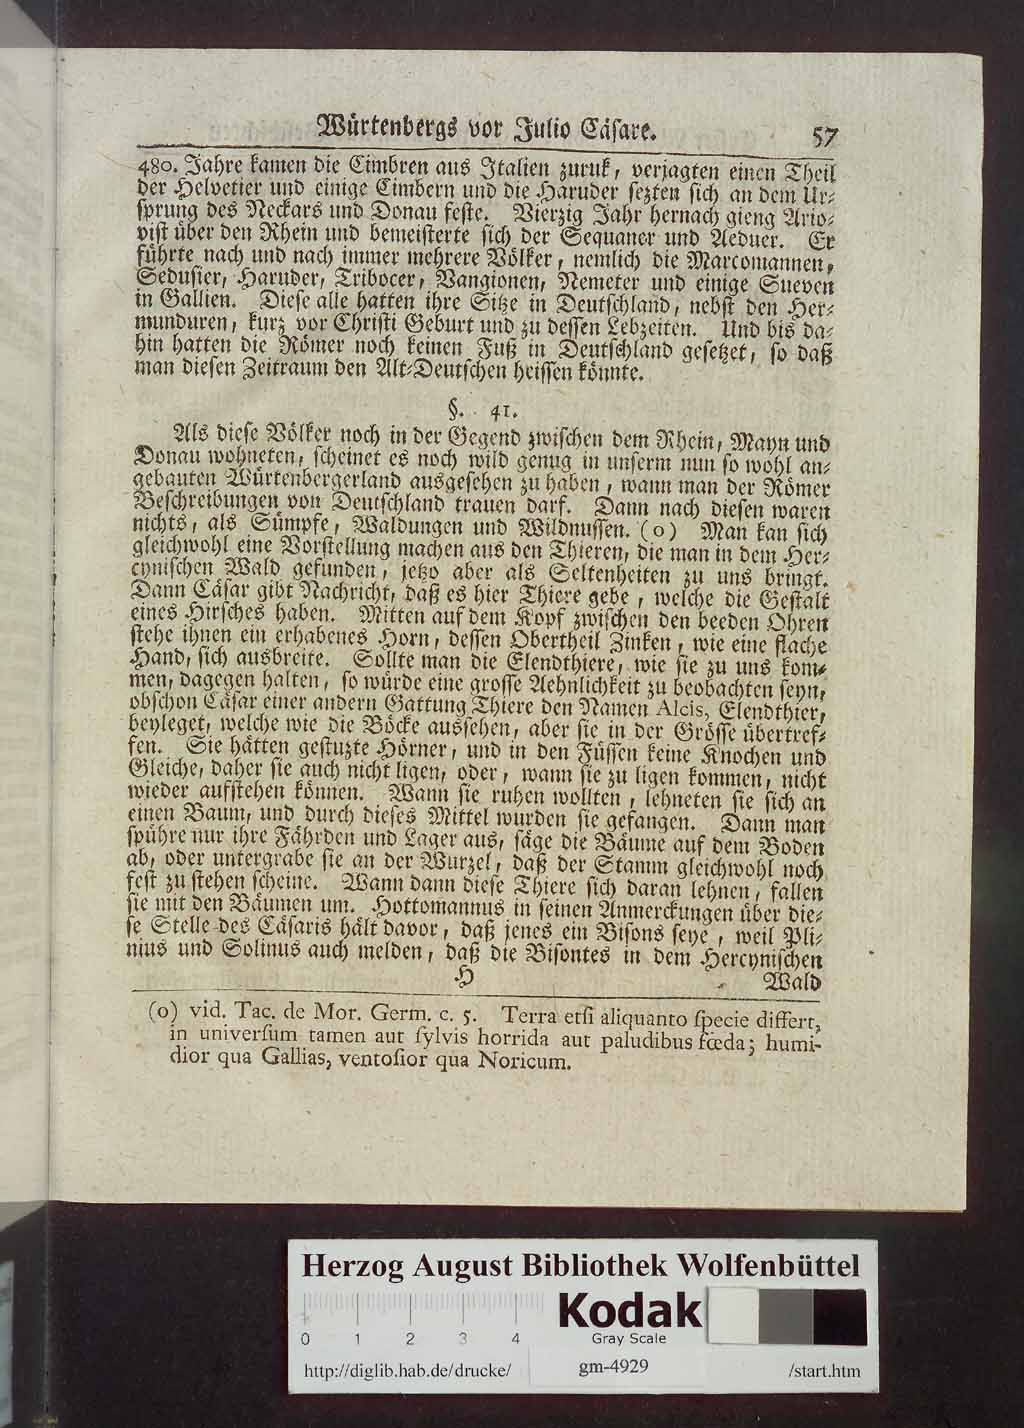 Würtenbergs vor Julio Cäsare. 57
480. Jahre kamen die Cimbren aus Italien zuruk, verjagten einen Theil
der Helvetier und einige Cimbern und die Haruder sezten sich an dem Ur-
sprung des Neckars und Donau feste. Vierzig Jahr hernach gieng Ario-
vist über den Rhein und bemeisterte sich der Sequaner und Aeduer. Er
führte nach und nach immer mehrere Völker, nemlich die Marcomannen,
Sedusier, Haruder, Tribocer, Vangionen, Nemeter und einige Sueven
in Gallien. Diese alle hatten ihre Sitze in Deutschland, nebst den Her-
munduren, kurz vor Christi Geburt und zu dessen Lebzeiten. Und bis da-
hin hatten die Römer noch keinen Fuß in Deutschland gesetzet, so daß
man diesen Zeitraum den Alt-Deutschen heissen könnte.
§. 41.
Als diese Völker noch in der Gegend zwischen dem Rhein, Mayn und
Donau wohneten, scheinet es noch wild genug in unserm nun so wohl an-
gebauten Würtenbergerland ausgesehen zu haben, wann man der Römer
Beschreibungen von Deutschland trauen darf. Dann nach diesen waren
nichts, als Sümpfe, Waldungen und Wildnussen. (o) Man kan sich
gleichwohl eine Vorstellung machen aus den Thieren, die man in dem Her-
cynischen Wald gefunden, jetzo aber als Seltenheiten zu uns bringt.
Dann Cäsar gibt Nachricht, daß es hier Thiere gebe, welche die Gestalt
eines Hirsches haben. Mitten auf dem Kopf zwischen den beeden Ohren
stehe ihnen ein erhabenes Horn, dessen Obertheil Zinken, wie eine flache
Hand, sich ausbreite. Sollte man die Elendthiere, wie sie zu uns kom-
men, dagegen halten, so würde eine grosse Aehnlichkeit zu beobachten seyn,
obschon Cäsar einer andern Gattung Thiere den Namen Alcis, Elendthier,
beyleget, welche wie die Böcke aussehen, aber sie in der Grösse übertref-
fen. Sie hätten gestuzte Hörner, und in den Füssen keine Knochen und
Gleiche, daher sie auch nicht ligen, oder, wann sie zu ligen kommen, nicht
wieder aufstehen können. Wann sie ruhen wollten, lehneten sie sich an
einen Baum, und durch dieses Mittel wurden sie gefangen. Dann man
spühre nur ihre Fährden und Lager aus, säge die Bäume auf dem Boden
ab, oder untergrabe sie an der Wurzel, daß der Stamm gleichwohl noch
fest zu stehen scheine. Wann dann diese Thiere sich daran lehnen, fallen
sie mit den Bäumen um. Hottomannus in seinen Anmerckungen über die-
se Stelle des Cäsaris hält davor, daß jenes ein Bisons seye, weil Pli-
nius und Solinus auch melden, daß die Bisontes in dem Hercynischen
H Wald
(o) vid. Tac. de Mor. Germ. c. 5. Terra etsi aliquanto specie differt,
in universum tamen aut sylvis horrida aut paludibus fœda; humi-
dior qua Gallias, ventosior qua Noricum.
Herzog August Bibliothek Wolfenbüttel
Kodak
Gray Scale
0 1 2 3 4
http://diglib.hab.de/drucke/ gm-4929 /start.htm